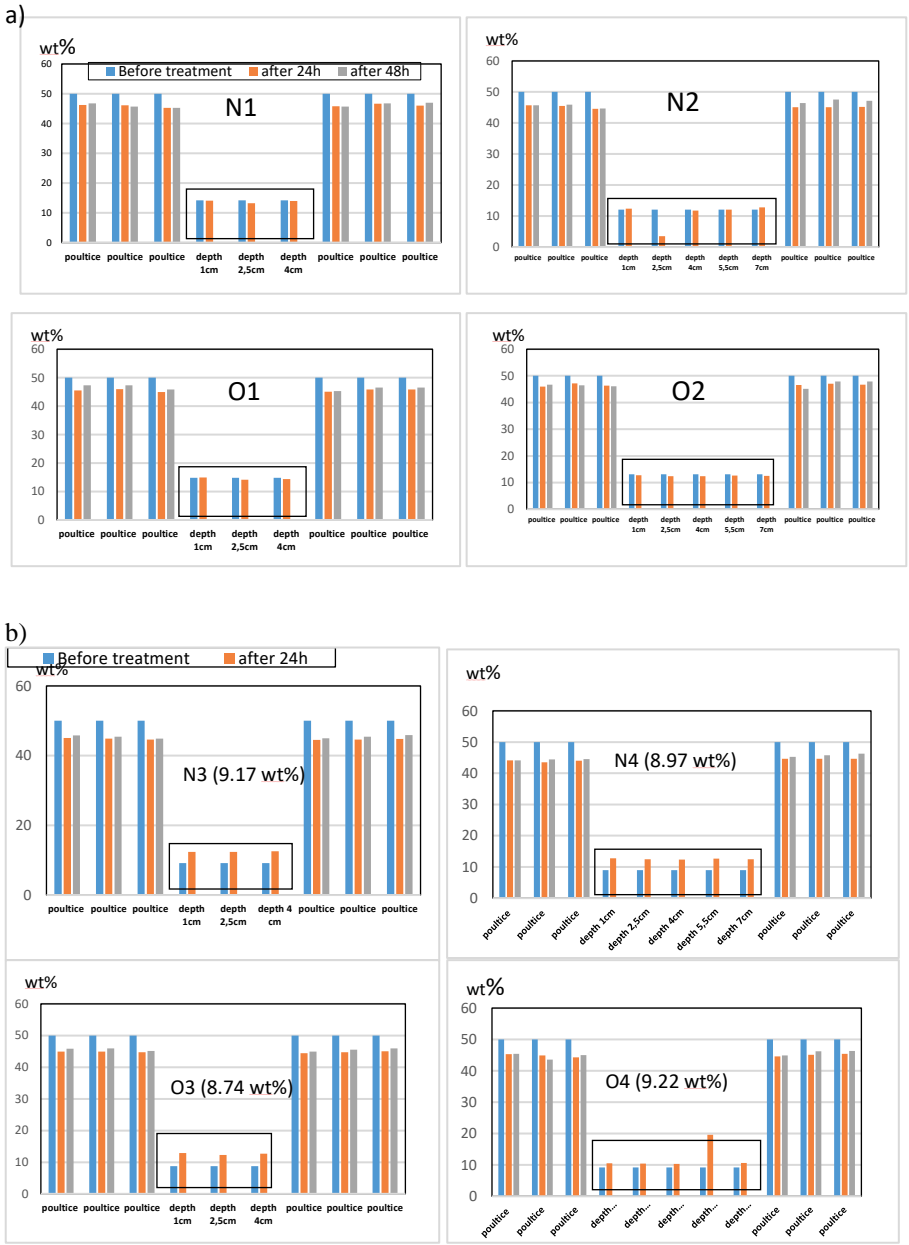 a)
wt%
Before treatment after 24h after 48h
N1
60
50
40
30
20
10
0
poultice poultice poultice depth 1cm depth 2,5cm depth 4cm poultice poultice poultice
N2
60
50
40
30
20
10
0
poultice poultice poultice depth 1cm depth 2,5cm depth 4cm depth 5,5cm depth 7cm poultice poultice poultice
wt%
O1
60
50
40
30
20
10
0
poultice poultice poultice depth 1cm depth 2,5cm depth 4cm poultice poultice poultice
wt%
O2
60
50
40
30
20
10
0
poultice poultice poultice depth 1cm depth 2,5cm depth 4cm depth 5,5cm depth 7cm poultice poultice poultice
b)
Before treatment after 24h
wt%
N3 (9.17 wt%)
60
40
20
0
poultice poultice poultice depth 1cm depth 2,5cm depth 4 cm poultice poultice poultice
wt%
N4 (8.97 wt%)
60
50
40
30
20
10
0
poultice poultice poultice depth 1cm depth 2,5cm depth 4cm depth 5,5cm depth 7cm poultice poultice poultice
wt%
O3 (8.74 wt%)
60
50
40
30
20
10
0
poultice poultice poultice depth 1cm depth 2,5cm depth 4cm poultice poultice poultice
wt%
O4 (9.22 wt%)
60
50
40
30
20
10
0
poultice poultice poultice depth... depth... depth... depth... depth... poultice poultice poultice